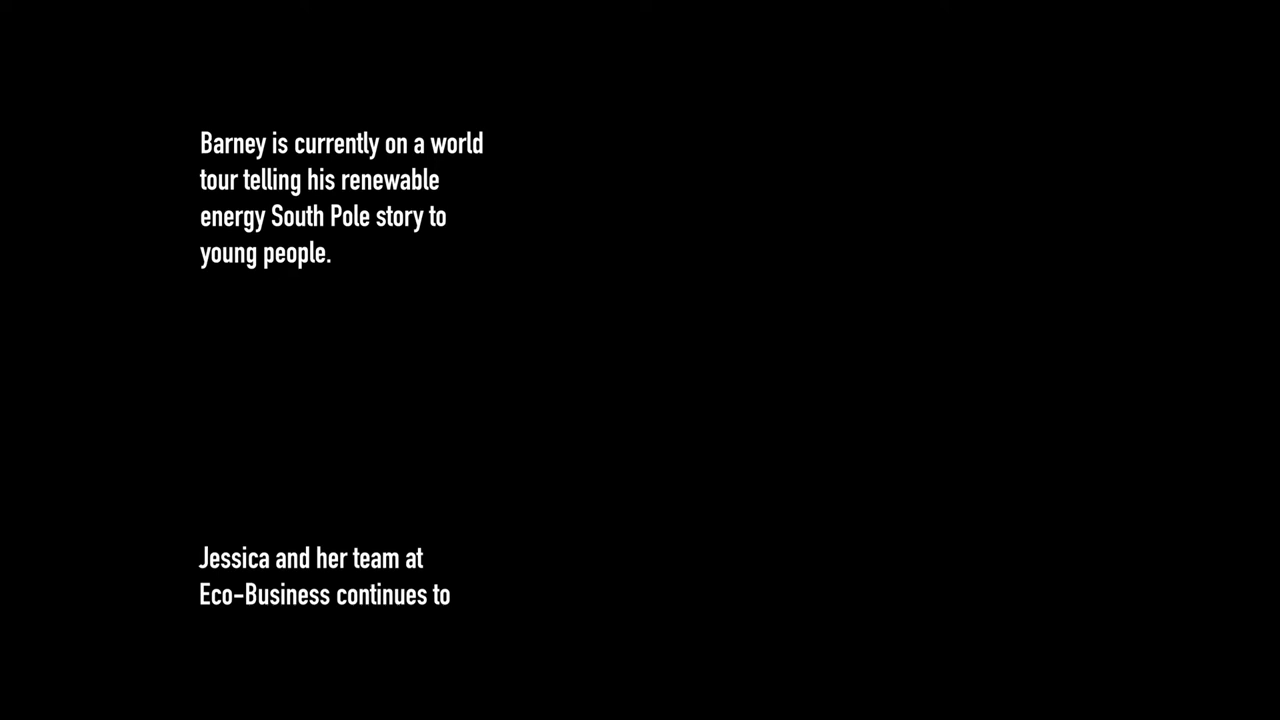 Barney is currently on a world
tour telling his renewable
energy South Pole story to
young people.
Jessica and her team at
Eco-Business continues to